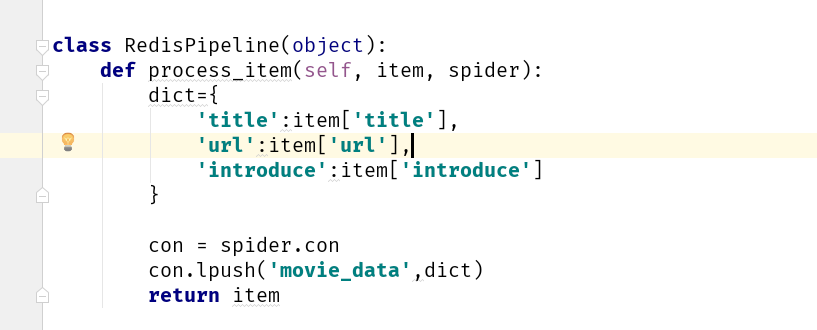 class RedisPipeline(object):
    def process_item(self, item, spider):
        dict={
            'title':item['title'],
            'url':item['url'],
            'introduce':item['introduce']
        }

        con = spider.con
        con.lpush('movie_data',dict)
        return item